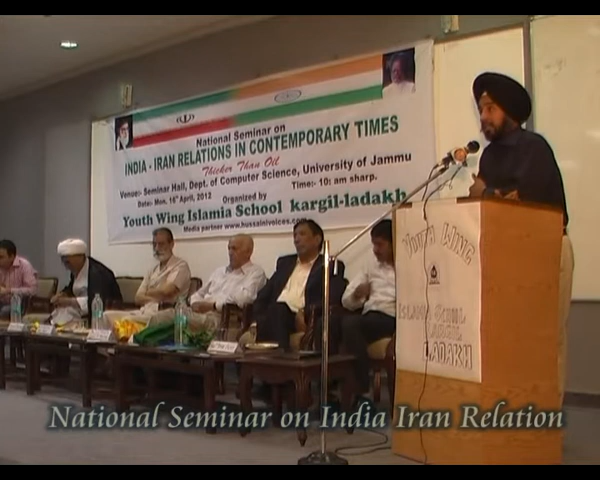 National Seminar on
INDIA - IRAN RELATIONS IN CONTEMPORARY TIMES
Thicker Than Oil
Venue:- Seminar Hall, Dept. of Computer Science, University of Jammu
Date:- Mon. 16th April, 2012 Time:- 10: am sharp.
Organized by
Youth Wing Islamia School kargil-ladakh
Media partner www.hussainivoices.com
YOUTH WING
ISLAMIA SCHOOL
KARGIL
LADAKH
National Seminar on India Iran Relation